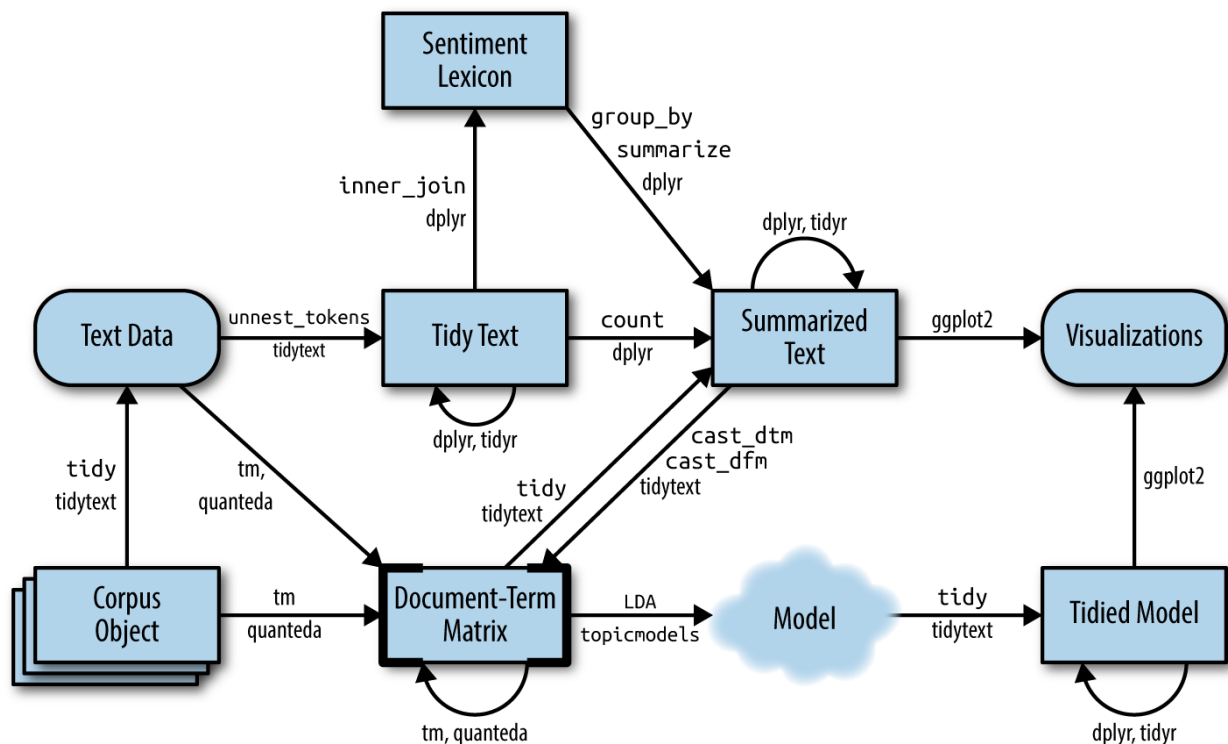 Sentiment
Lexicon
group_by
summarize
dplyr
inner_join
dplyr
dplyr, tidyr
Text Data
unnest_tokens
tidytext
Tidy Text
count
dplyr
Summarized
Text
ggplot2
Visualizations
dplyr, tidyr
cast_dtm
cast_dfm
tidytext
tidy
tidytext
tm,
quanteda
tidy
tidytext
ggplot2
Corpus
Object
tm
quanteda
Document-Term
Matrix
LDA
topicmodels
Model
tidy
tidytext
Tidied Model
tm, quanteda
dplyr, tidyr